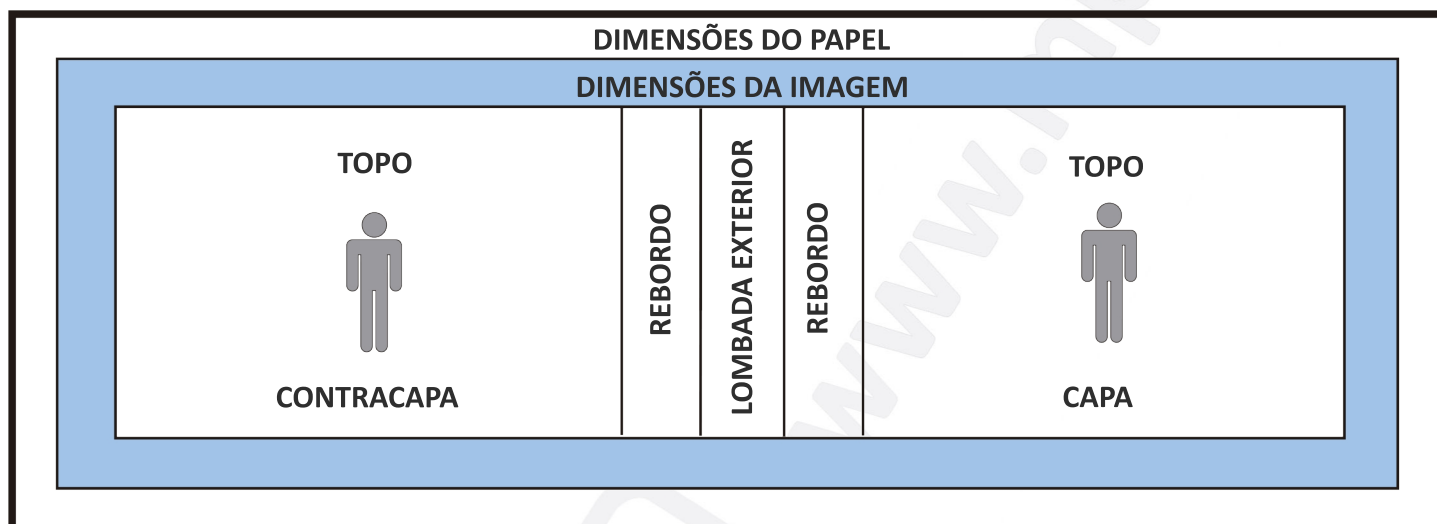 DIMENSÕES DO PAPEL
DIMENSÕES DA IMAGEM
TOPO
CONTRACAPA
REBORDO
LOMBADA EXTERIOR
REBORDO
TOPO
CAPA